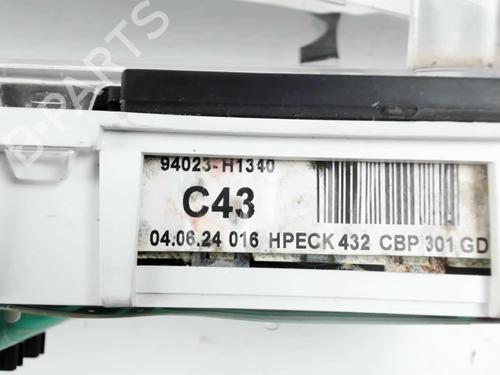 B-PARTS
94023-H1340
C43
04.06.24 016 HPECK 432 CBP 301 GD